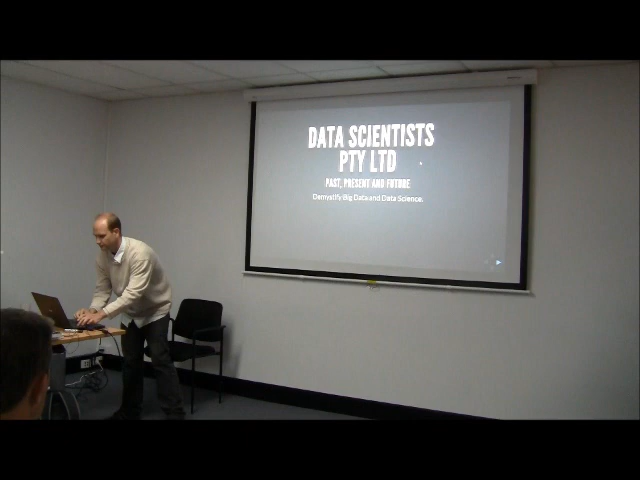 DATA SCIENTISTS
PTY LTD
PAST, PRESENT AND FUTURE
Demystify Big Data and Data Science.